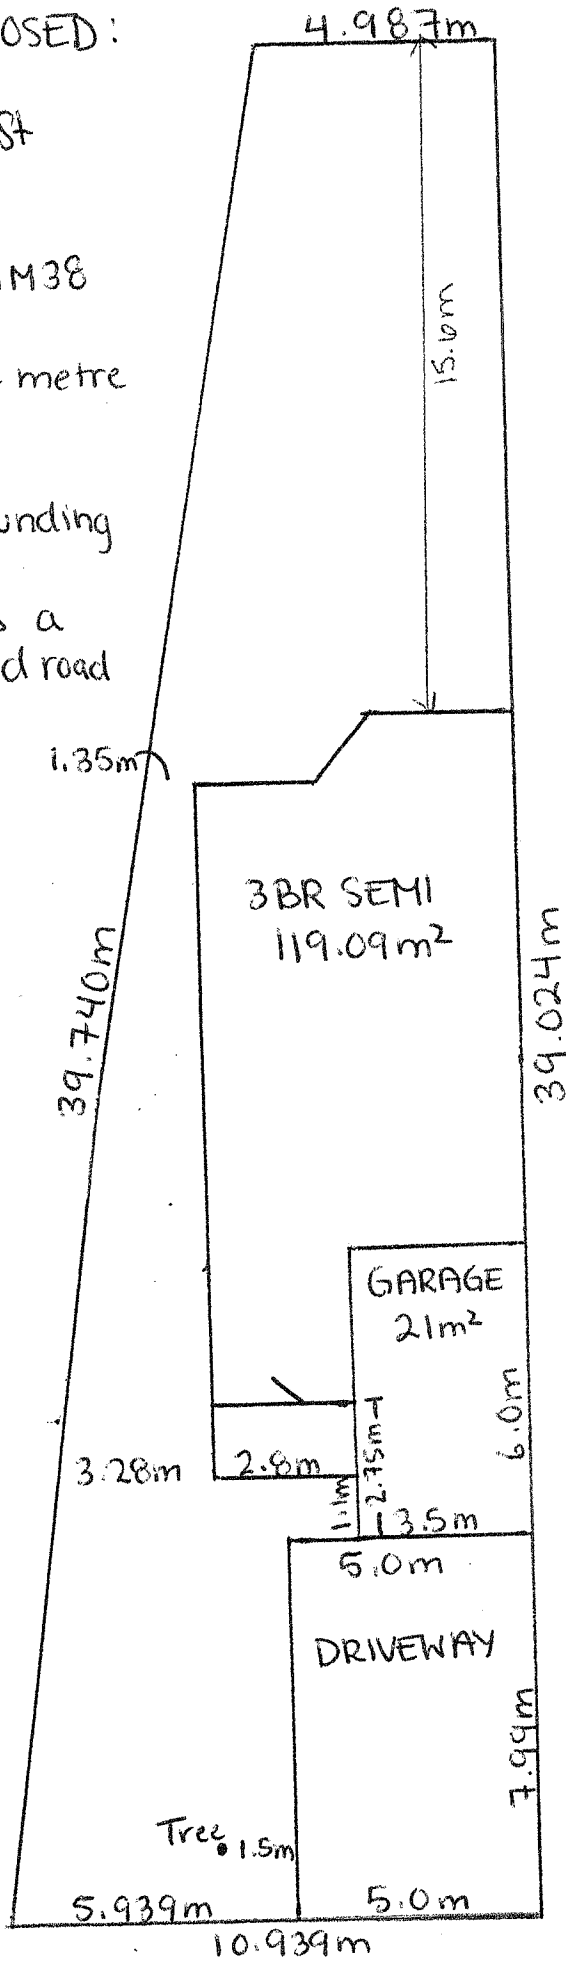 OSED:
4.987m
St
M38
metre
15.6m
unding
a
d road
1.35m
3BR SEMI
119.09m²
39.740m
39.024m
GARAGE
21m²
6.0m
3.28m
2.8m
2.75m
1.1m
3.5m
5.0m
DRIVEWAY
7.99m
Tree
1.5m
5.939m
5.0m
10.939m